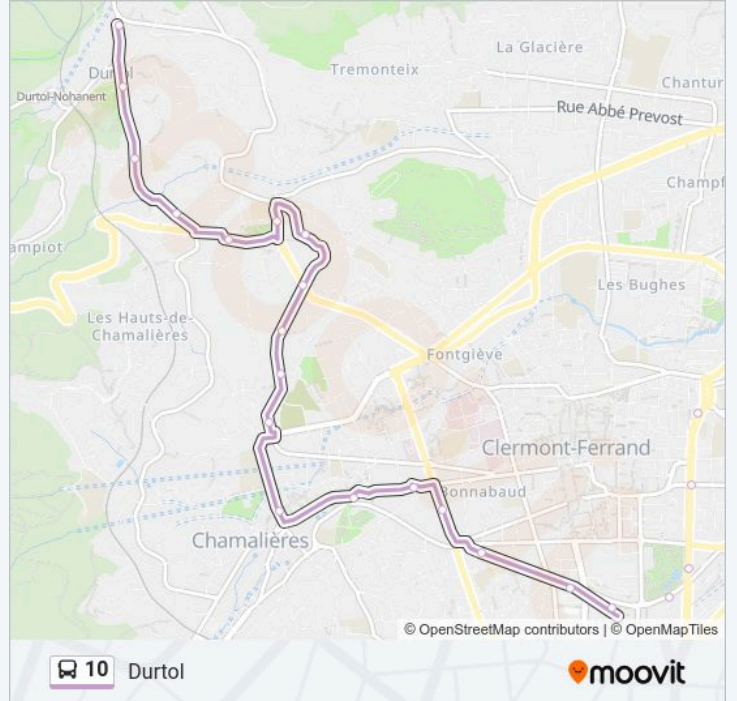 La Glacière
Tremonteix
Chantur
Durtol
Durtol-Nohanent
Rue Abbé Prevost
Champf
ampiot
Les Bughes
Les Hauts-de-
Chamalières
Fontgiève
Clermont-Ferrand
Bonnabaud
Chamalières
© OpenStreetMap contributors | © OpenMapTiles
10 Durtol
moovit